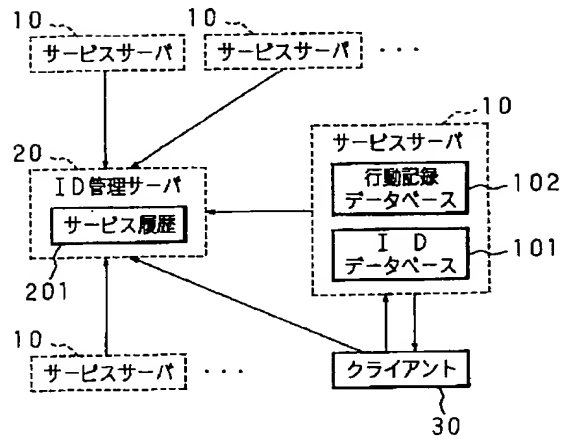 10
サービスサーバ
10
サービスサーバ
・・・
10
サービスサーバ
行動記録
データベース
102
I D
データベース
101
20
ID管理サーバ
サービス履歴
201
10
サービスサーバ
・・・
クライアント
30